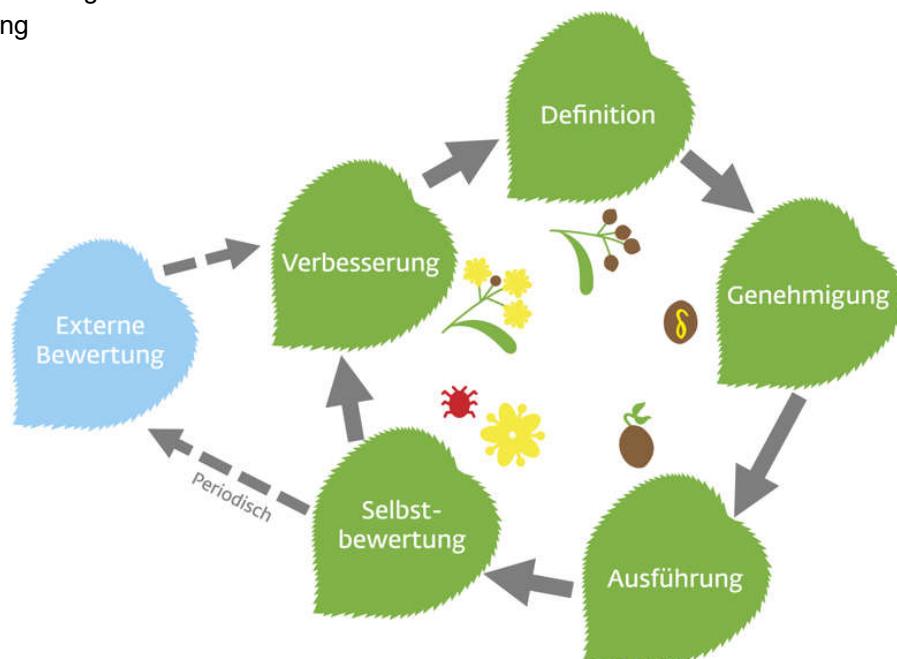 ng
Definition
Verbesserung
Genehmigung
Externe
Bewertung
Periodisch
Selbst-
bewertung
Ausführung